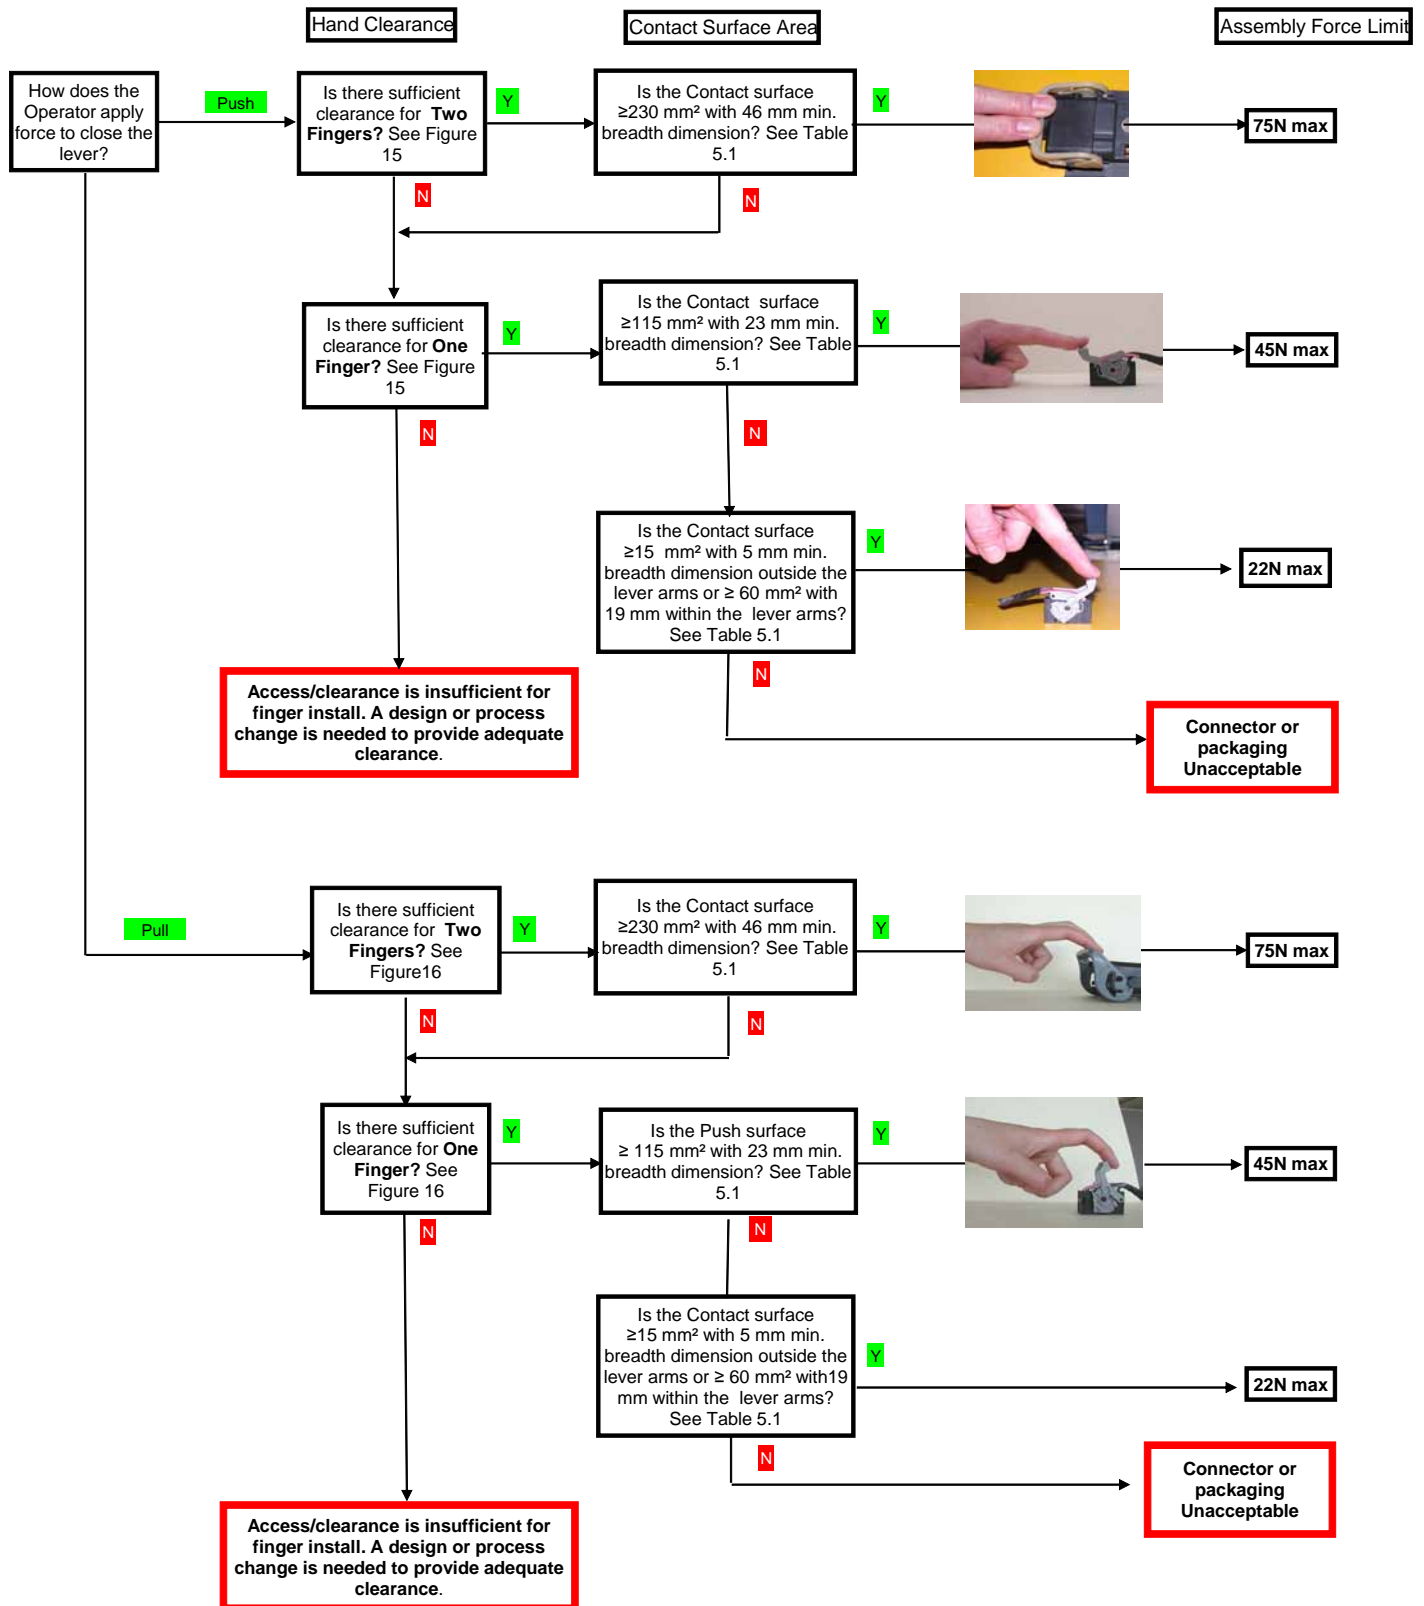 Hand Clearance
Contact Surface Area
Assembly Force Limit
How does the
Operator apply
force to close the
lever?
Push
Is there sufficient
clearance for Two
Fingers? See Figure
15
Y
N
Is the Contact surface
≥230 mm² with 46 mm min.
breadth dimension? See Table
5.1
Y
N
75N max
Is there sufficient
clearance for One
Finger? See Figure
15
Y
N
Is the Contact surface
≥115 mm² with 23 mm min.
breadth dimension? See Table
5.1
Y
N
45N max
Is the Contact surface
≥15 mm² with 5 mm min.
breadth dimension outside the
lever arms or ≥ 60 mm² with
19 mm within the lever arms?
See Table 5.1
Y
N
22N max
Access/clearance is insufficient for
finger install. A design or process
change is needed to provide adequate
clearance.
Connector or
packaging
Unacceptable
Pull
Is there sufficient
clearance for Two
Fingers? See
Figure16
Y
N
Is the Contact surface
≥230 mm² with 46 mm min.
breadth dimension? See Table
5.1
Y
N
75N max
Is there sufficient
clearance for One
Finger? See
Figure 16
Y
N
Is the Push surface
≥ 115 mm² with 23 mm min.
breadth dimension? See Table
5.1
Y
N
45N max
Is the Contact surface
≥15 mm² with 5 mm min.
breadth dimension outside the
lever arms or ≥ 60 mm² with19
mm within the lever arms?
See Table 5.1
Y
N
22N max
Connector or
packaging
Unacceptable
Access/clearance is insufficient for
finger install. A design or process
change is needed to provide adequate
clearance.